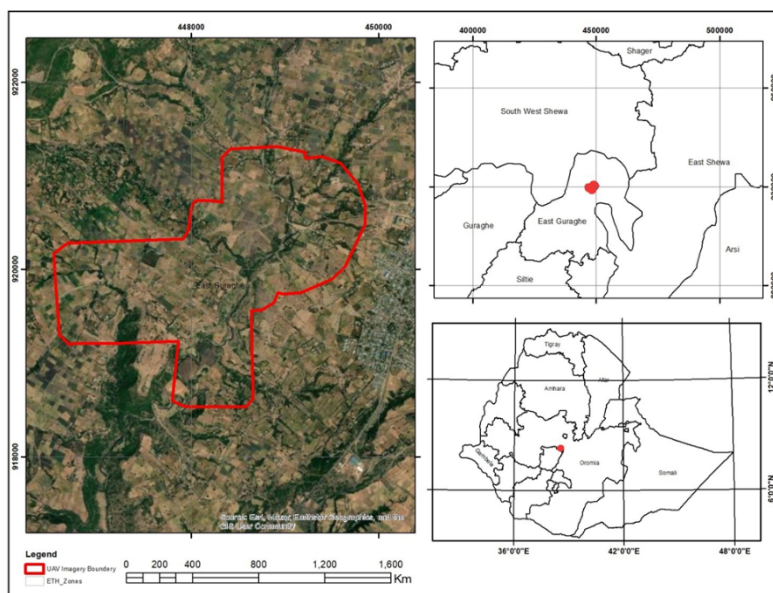 448000
450000
922000
920000
918000
East Guraghe
Source: Esri, Maxar, Earthstar Geographics, and the
GIS User Community
400000
450000
500000
Shager
South West Shewa
East Shewa
Guraghe
East Guraghe
Arsi
Siltie
Tigray
Afar
Amhara
Gambela
Oromia
Somali
12°0'0"N
6°0'0"N
36°0'0"E
42°0'0"E
48°0'0"E
Legend
UAV Imagery Boundary
ETH_Zones
0 200 400 800 1,200 1,600
Km